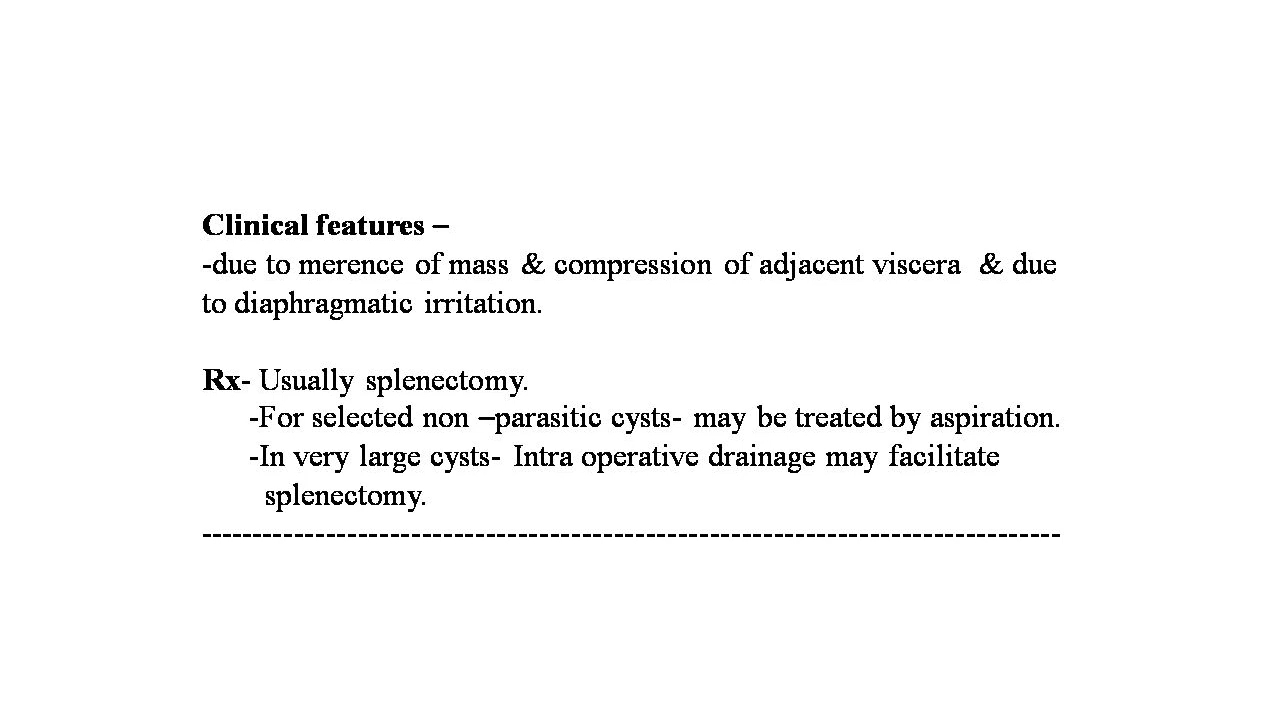 Clinical features –
-due to merence of mass & compression of adjacent viscera & due
to diaphragmatic irritation.
Rx- Usually splenectomy.
-For selected non –parasitic cysts- may be treated by aspiration.
-In very large cysts- Intra operative drainage may facilitate
splenectomy.
-------------------------------------------------------------------------------------